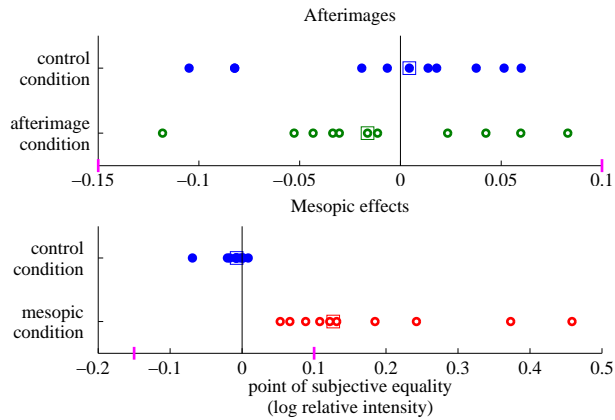 Afterimages
control
condition
afterimage
condition
−0.15 −0.1 −0.05 0 0.05 0.1
Mesopic effects
control
condition
mesopic
condition
−0.2 −0.1 0 0.1 0.2 0.3 0.4 0.5
point of subjective equality
(log relative intensity)